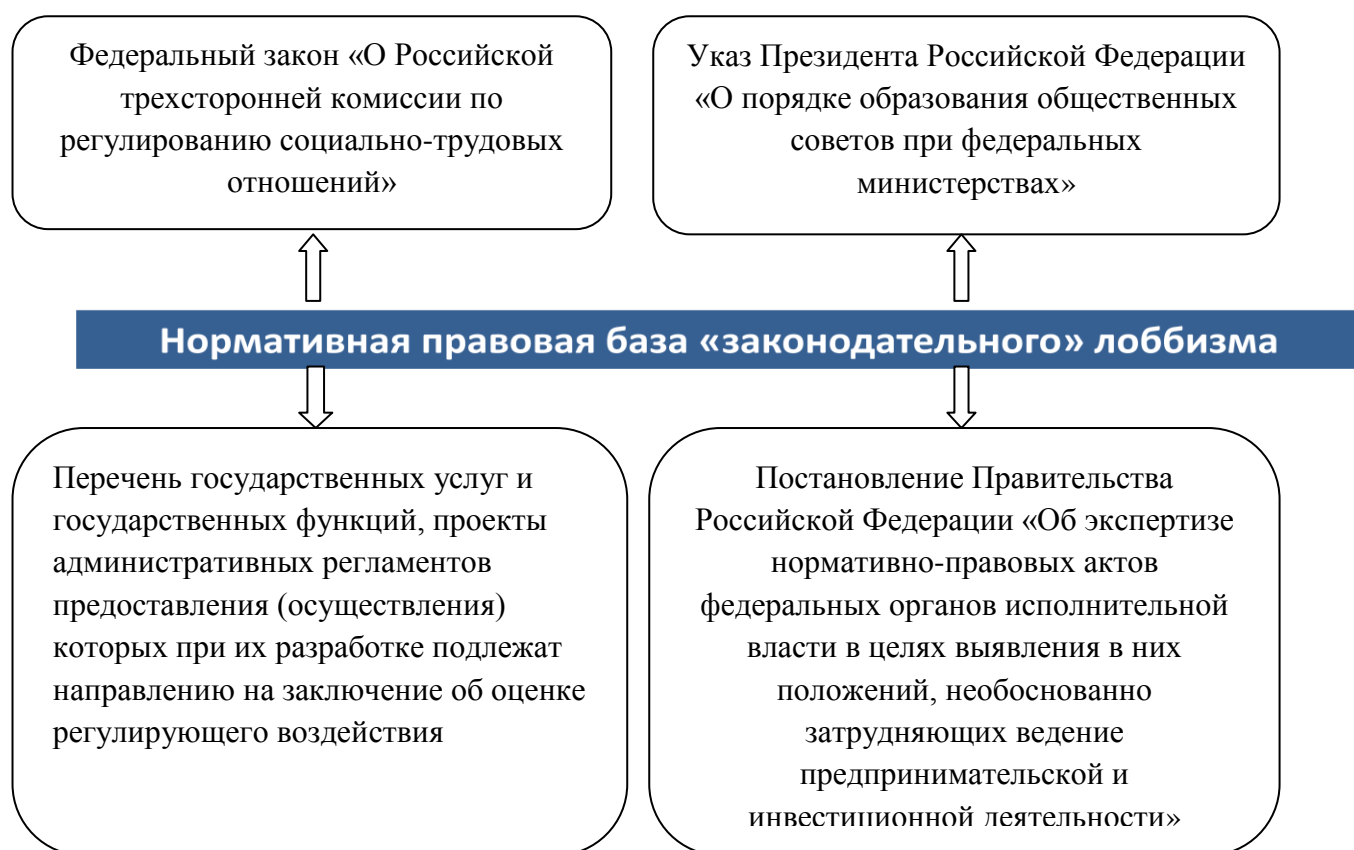 Федеральный закон «О Российской
трехсторонней комиссии по
регулированию социально-трудовых
отношений»
Указ Президента Российской Федерации
«О порядке образования общественных
советов при федеральных
министерствах»
Нормативная правовая база «законодательного» лоббизма
Перечень государственных услуг и
государственных функций, проекты
административных регламентов
предоставления (осуществления)
которых при их разработке подлежат
направлению на заключение об оценке
регулирующего воздействия
Постановление Правительства
Российской Федерации «Об экспертизе
нормативно-правовых актов
федеральных органов исполнительной
власти в целях выявления в них
положений, необоснованно
затрудняющих ведение
предпринимательской и
инвестиционной деятельности»